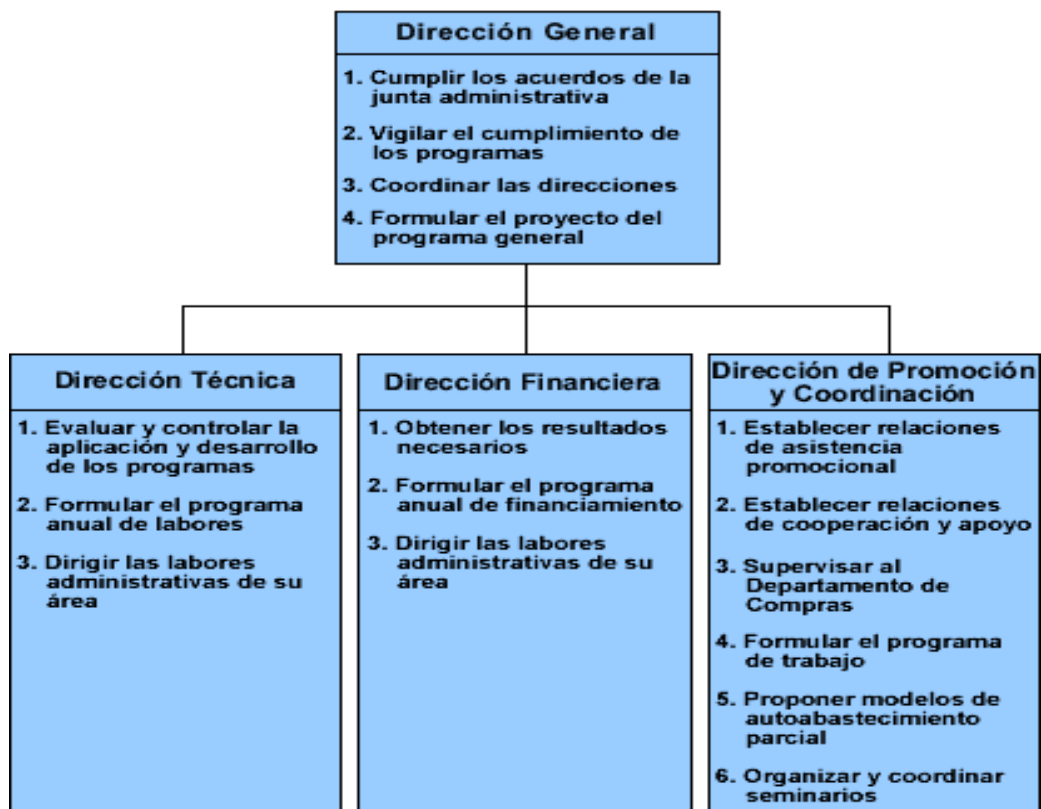 Dirección General
1. Cumplir los acuerdos de la
junta administrativa
2. Vigilar el cumplimiento de
los programas
3. Coordinar las direcciones
4. Formular el proyecto del
programa general
Dirección Técnica
1. Evaluar y controlar la
aplicación y desarrollo
de los programas
2. Formular el programa
anual de labores
3. Dirigir las labores
administrativas de su
área
Dirección Financiera
1. Obtener los resultados
necesarios
2. Formular el programa
anual de financiamiento
3. Dirigir las labores
administrativas de su
área
Dirección de Promoción
y Coordinación
1. Establecer relaciones
de asistencia
promocional
2. Establecer relaciones
de cooperación y apoyo
3. Supervisar al
Departamento de
Compras
4. Formular el programa
de trabajo
5. Proponer modelos de
autoabastecimiento
parcial
6. Organizar y coordinar
seminarios